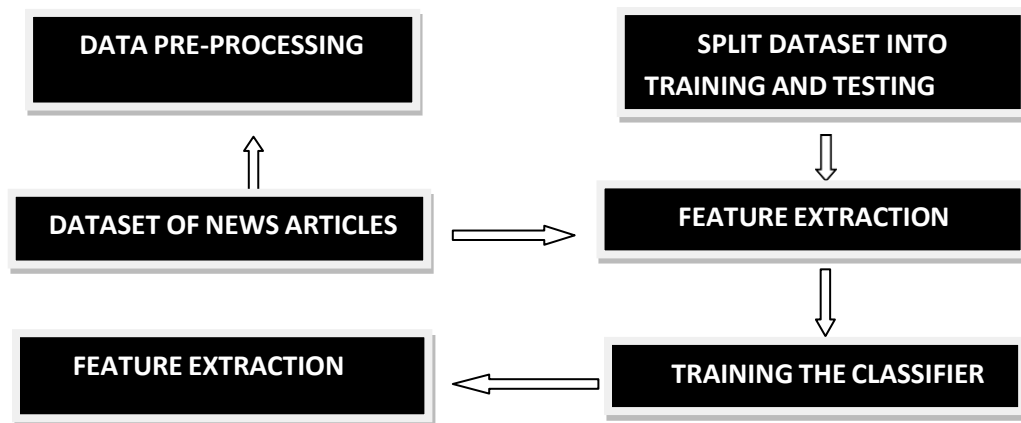 DATA PRE-PROCESSING
SPLIT DATASET INTO
TRAINING AND TESTING
DATASET OF NEWS ARTICLES
FEATURE EXTRACTION
FEATURE EXTRACTION
TRAINING THE CLASSIFIER